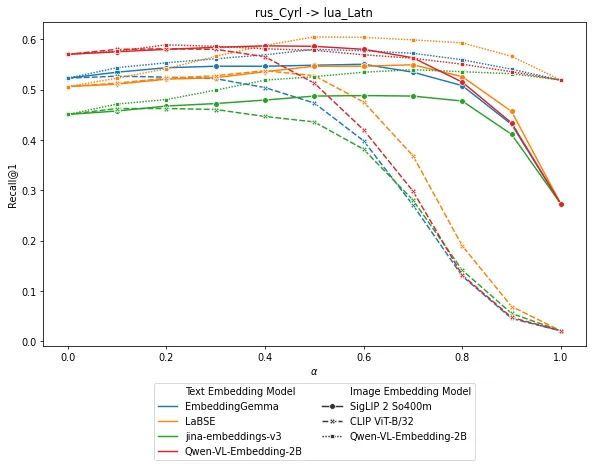 rus_Cyrl -> lua_Latn
Recall@1
0.6
0.5
0.4
0.3
0.2
0.1
0.0
0.0 0.2 0.4 0.6 0.8 1.0
α
Text Embedding Model Image Embedding Model
EmbeddingGemma SigLIP 2 So400m
LaBSE CLIP ViT-B/32
jina-embeddings-v3 Qwen-VL-Embedding-2B
Qwen-VL-Embedding-2B